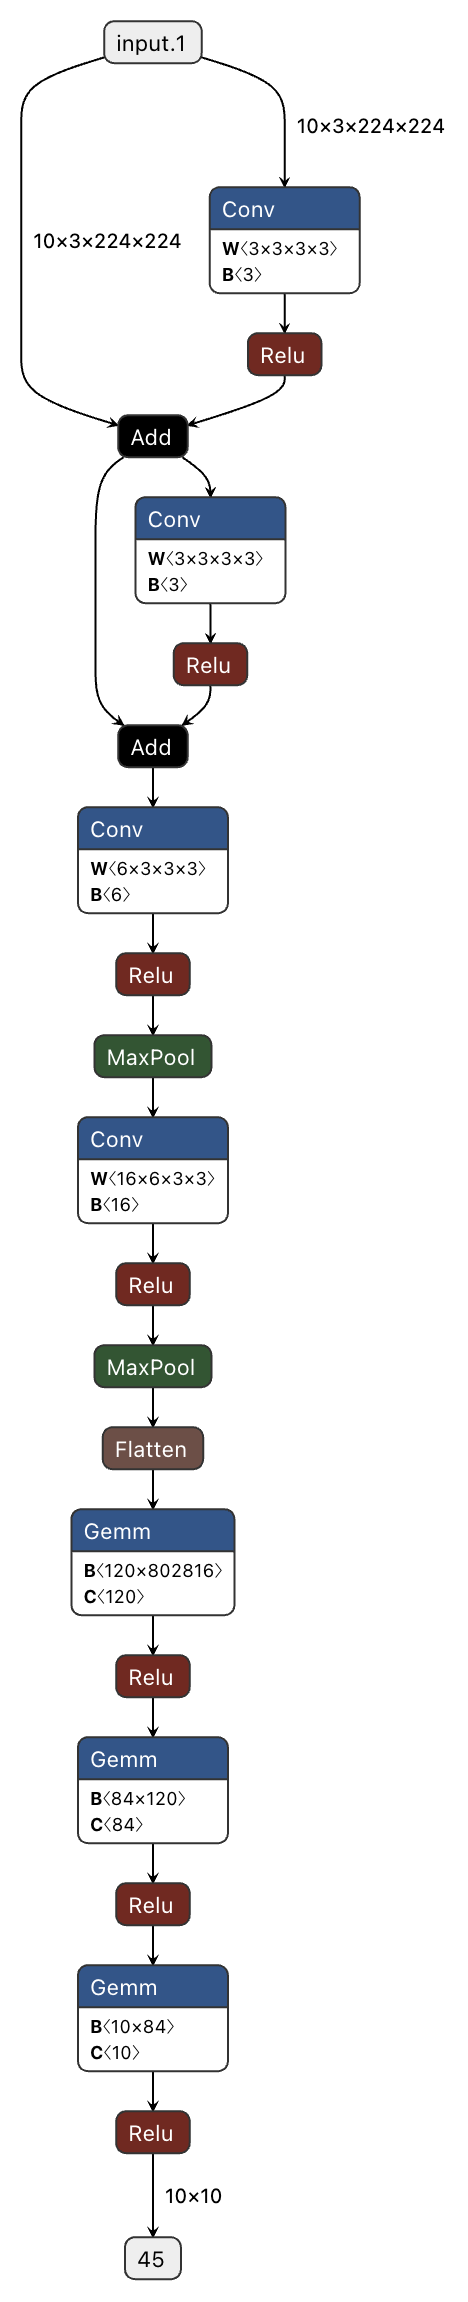 input.1
10×3×224×224
Conv
10×3×224×224
W⟨3×3×3×3⟩
B⟨3⟩
Relu
Add
Conv
W⟨3×3×3×3⟩
B⟨3⟩
Relu
Add
Conv
W⟨6×3×3×3⟩
B⟨6⟩
Relu
MaxPool
Conv
W⟨16×6×3×3⟩
B⟨16⟩
Relu
MaxPool
Flatten
Gemm
B⟨120×802816⟩
C⟨120⟩
Relu
Gemm
B⟨84×120⟩
C⟨84⟩
Relu
Gemm
B⟨10×84⟩
C⟨10⟩
Relu
10×10
45